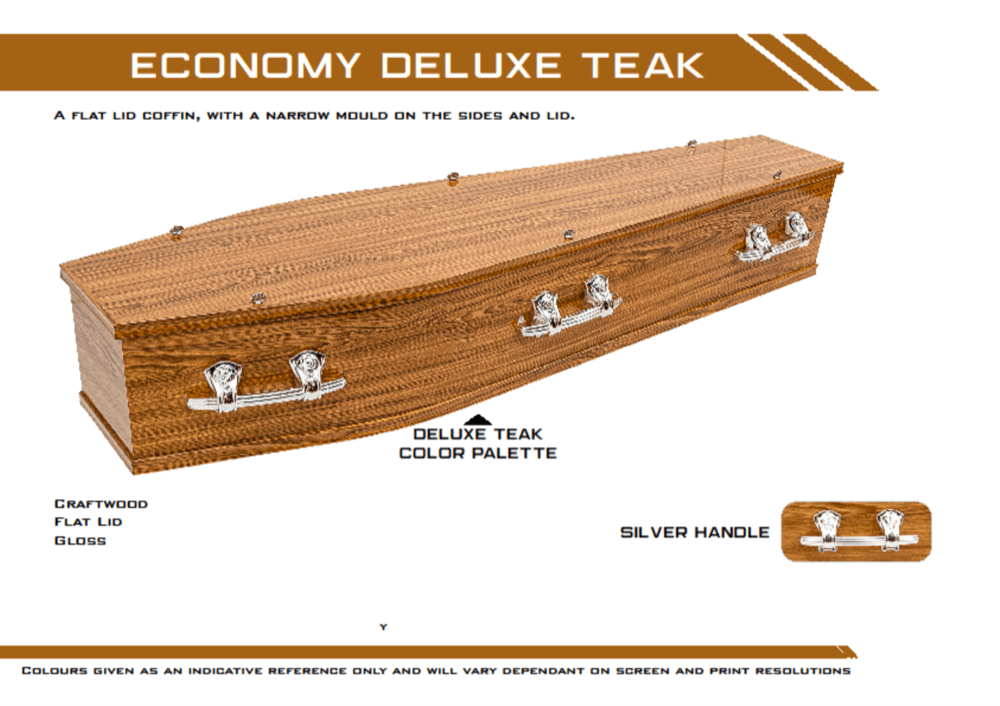 ECONOMY DELUXE TEAK
A FLAT LID COFFIN, WITH A NARROW MOULD ON THE SIDES AND LID.
DELUXE TEAK
COLOR PALETTE
CRAFTWOOD
FLAT LID
GLOSS
SILVER HANDLE
Y
COLOURS GIVEN AS AN INDICATIVE REFERENCE ONLY AND WILL VARY DEPENDANT ON SCREEN AND PRINT RESOLUTIONS